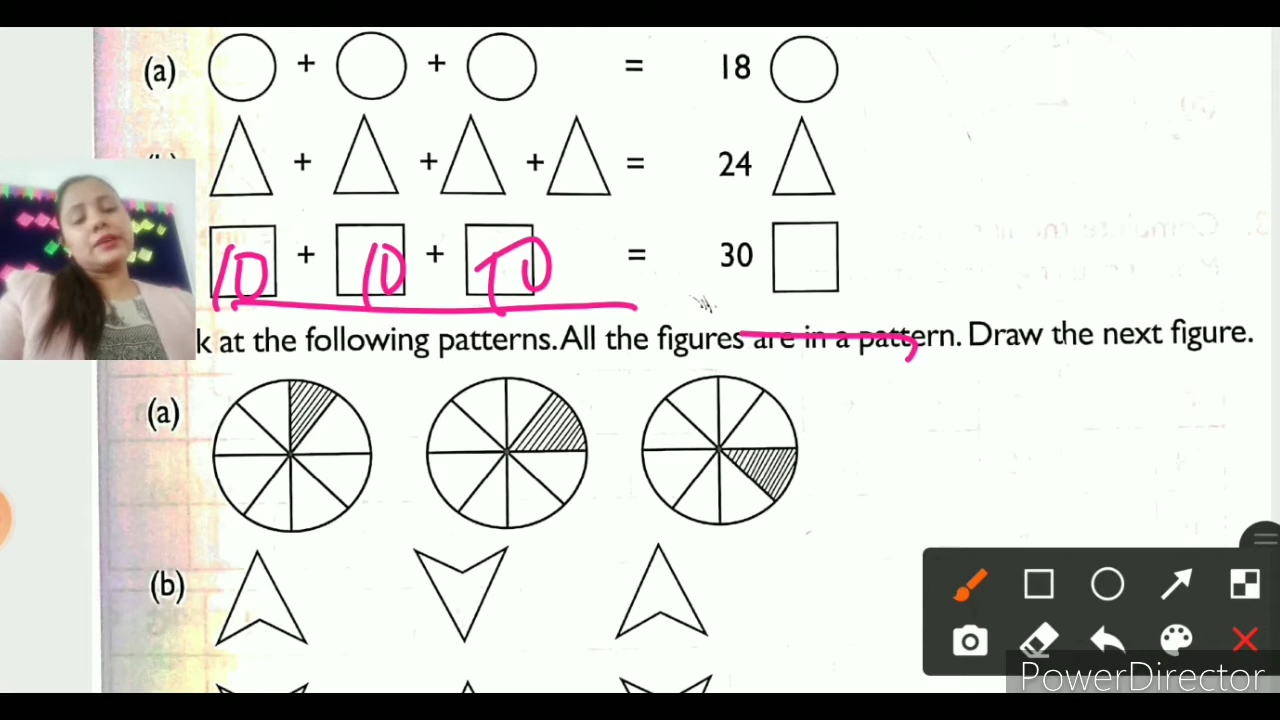 (a) + + = 18
+ + + = 24
10 + 10 + 10 = 30
k at the following patterns. All the figures are in a pattern. Draw the next figure.
(a)
(b)
PowerDirector